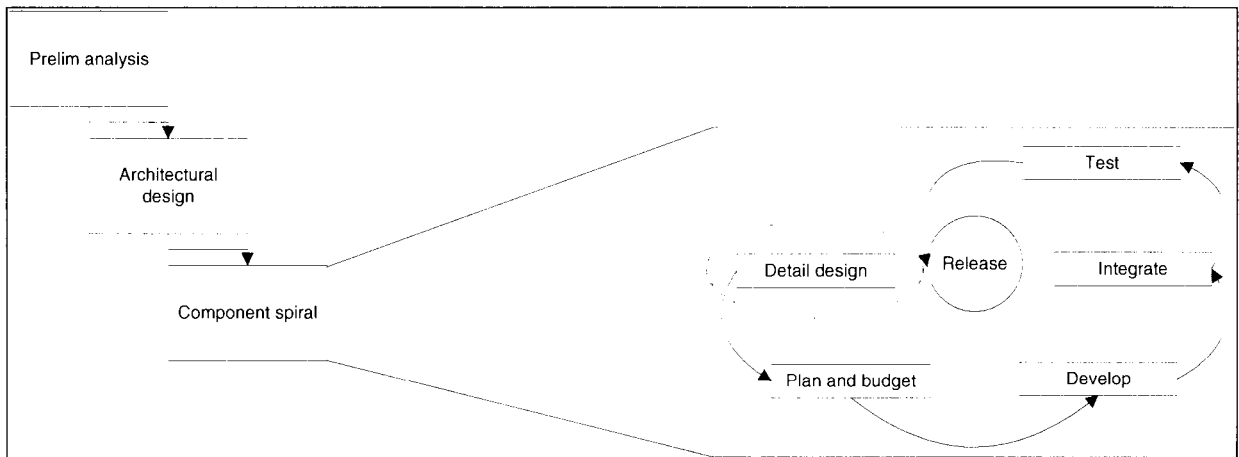 Prelim analysis
Architectural
design
Component spiral
Test
Detail design
Release
Integrate
Plan and budget
Develop